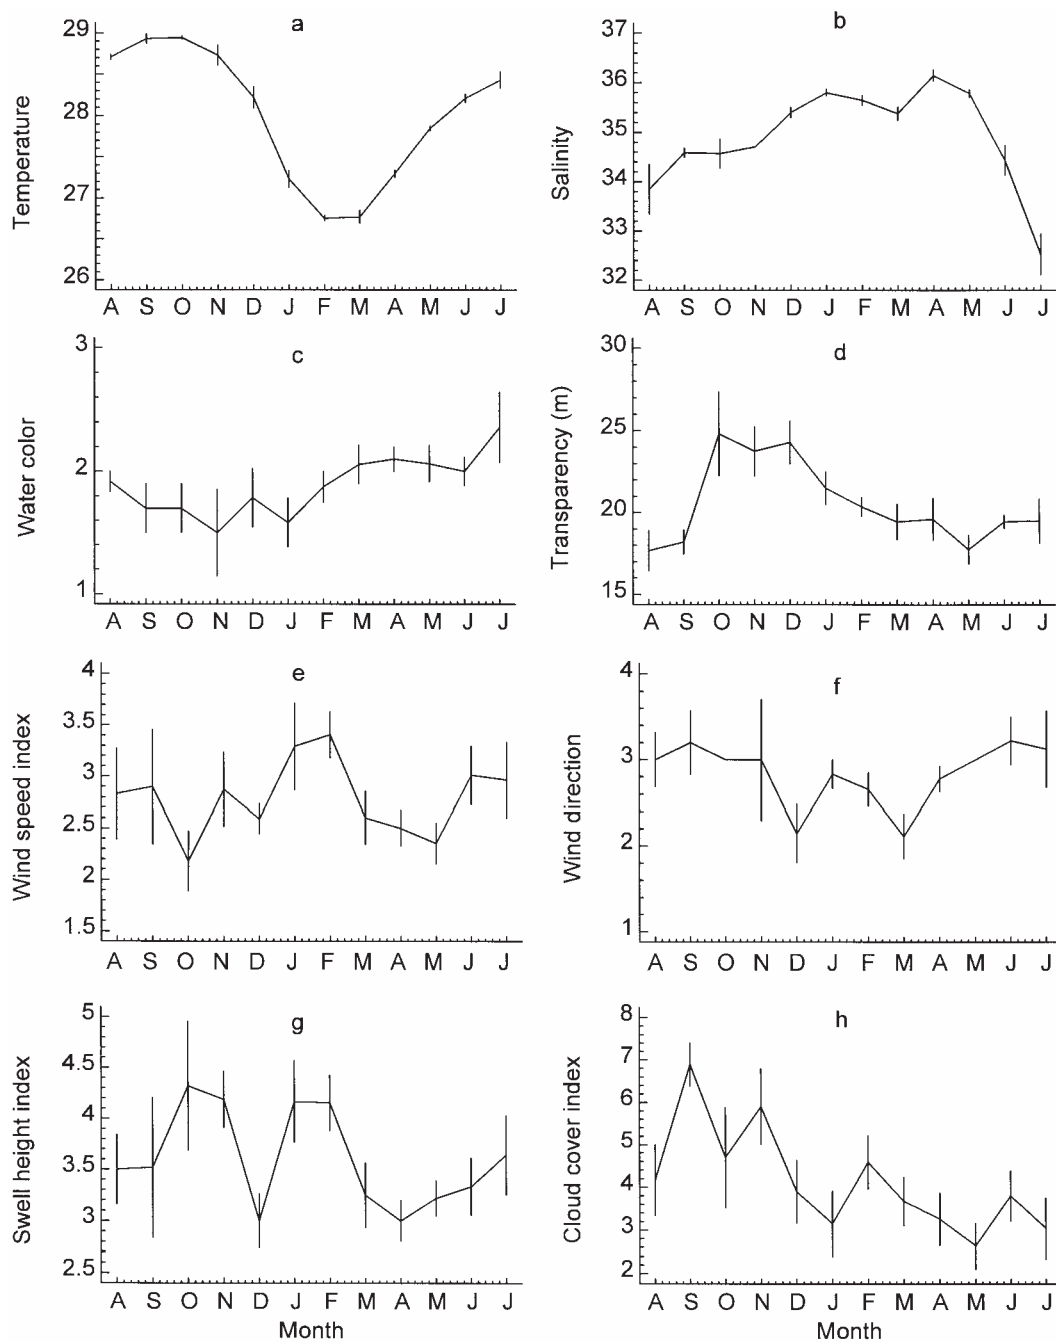 a
Temperature
29
28
27
26
A S O N D J F M A M J J
b
Salinity
37
36
35
34
33
32
A S O N D J F M A M J J
c
Water color
3
2
1
A S O N D J F M A M J J
d
Transparency (m)
30
25
20
15
A S O N D J F M A M J J
e
Wind speed index
4
3.5
3
2.5
2
1.5
A S O N D J F M A M J J
f
Wind direction
4
3
2
1
A S O N D J F M A M J J
g
Swell height index
5
4.5
4
3.5
3
2.5
A S O N D J F M A M J J
Month
h
Cloud cover index
8
7
6
5
4
3
2
A S O N D J F M A M J J
Month